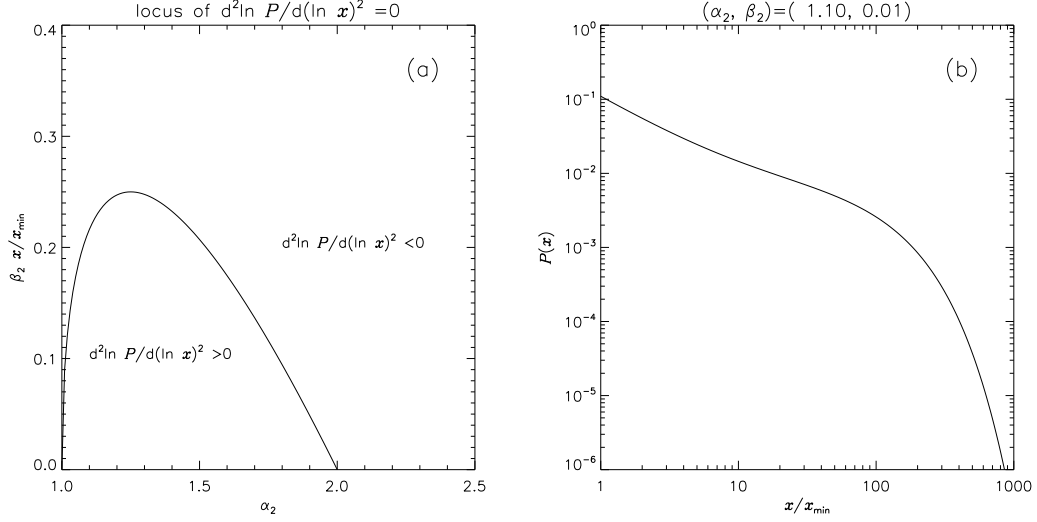 locus of d²ln P/d(ln x)² =0
(a)
0.4
0.3
0.2
0.1
0.0
β₂ x/xₘᵢₙ
d²ln P/d(ln x)² <0
d²ln P/d(ln x)² >0
1.0 1.5 2.0 2.5
α₂
(α₂, β₂)=( 1.10, 0.01)
(b)
10⁰
10⁻¹
10⁻²
10⁻³
10⁻⁴
10⁻⁵
10⁻⁶
P(x)
1 10 100 1000
x/xₘᵢₙ